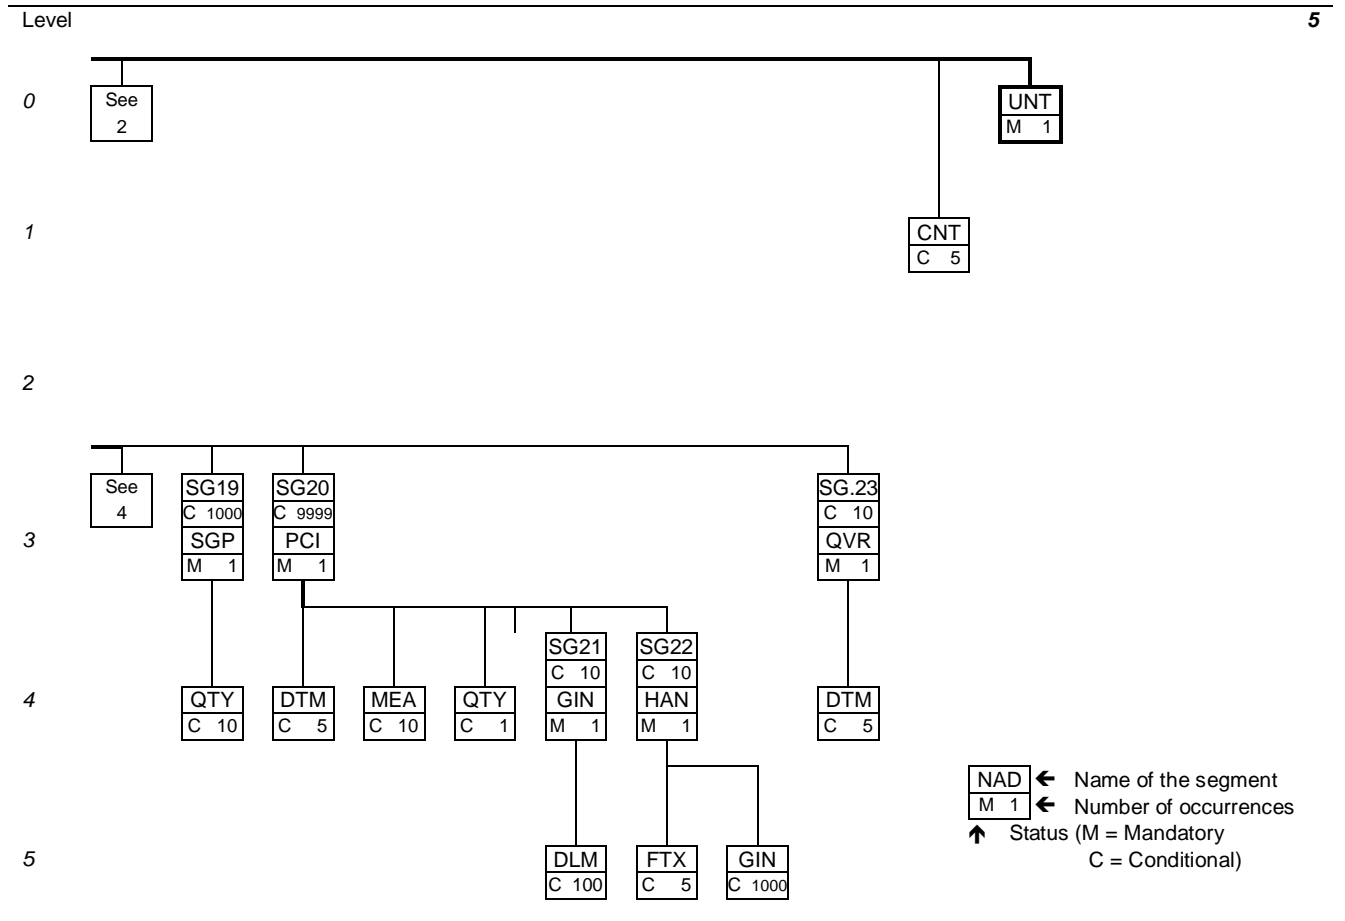 Level 5
0 See UNT
2 M 1
1 CNT
C 5
2
See SG19 SG20 SG.23
4 C 1000 C 9999 C 10
3 SGP PCI QVR
M 1 M 1 M 1
SG21 SG22
C 10 C 10
4 QTY DTM MEA QTY GIN HAN DTM
C 10 C 5 C 10 C 1 M 1 M 1 C 5
NAD 🡸 Name of the segment
M 1 🡸 Number of occurrences
🡹 Status (M = Mandatory
5 DLM FTX GIN C = Conditional)
C 100 C 5 C 1000